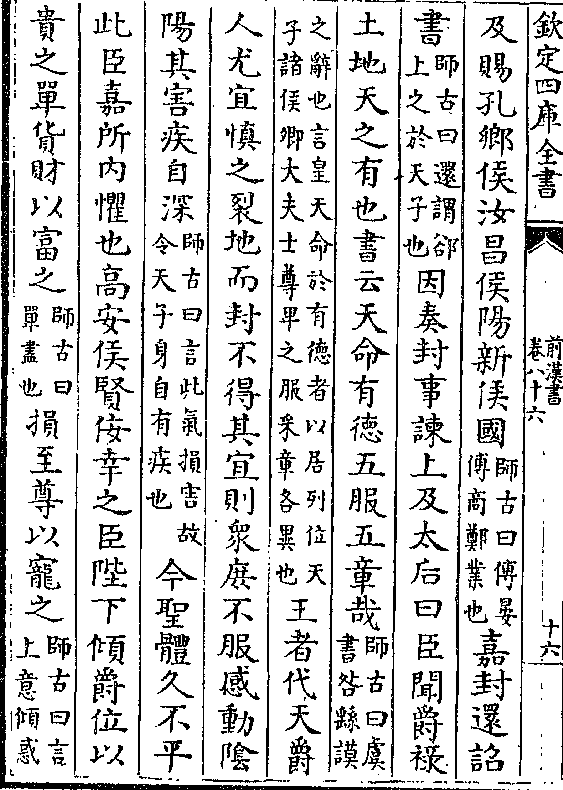 欽定四庫全書
前漢書
卷八十六
十六
及賜孔鄉侯汝昌侯陽新侯國師古曰傅晏傅商鄭業也嘉封還詔
書師古曰還謂卻上之於天子也因奏封事諫上及太后曰臣聞爵祿
土地天之有也書云天命有德五服五章哉師古曰虞書咎繇謨
之辭也言皇天命於有德者以居列位天子諸侯卿大夫士尊卑之服采章各異也王者代天爵
人尤宜慎之裂地而封不得其宜則衆庶不服感動陰
陽其害疾自深師古曰言此氣損害故令天子身自有疾也今聖體久不平
此臣嘉所內懼也高安侯賢佞幸之臣陛下傾爵位以
貴之單貨財以富之師古曰單盡也損至尊以寵之師古曰言上意傾惑